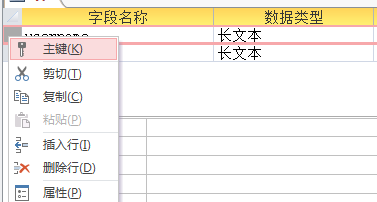 字段名称 数据类型
长文本
主键(K)
长文本
剪切(T)
复制(C)
粘贴(P)
插入行(I)
删除行(D)
属性(P)